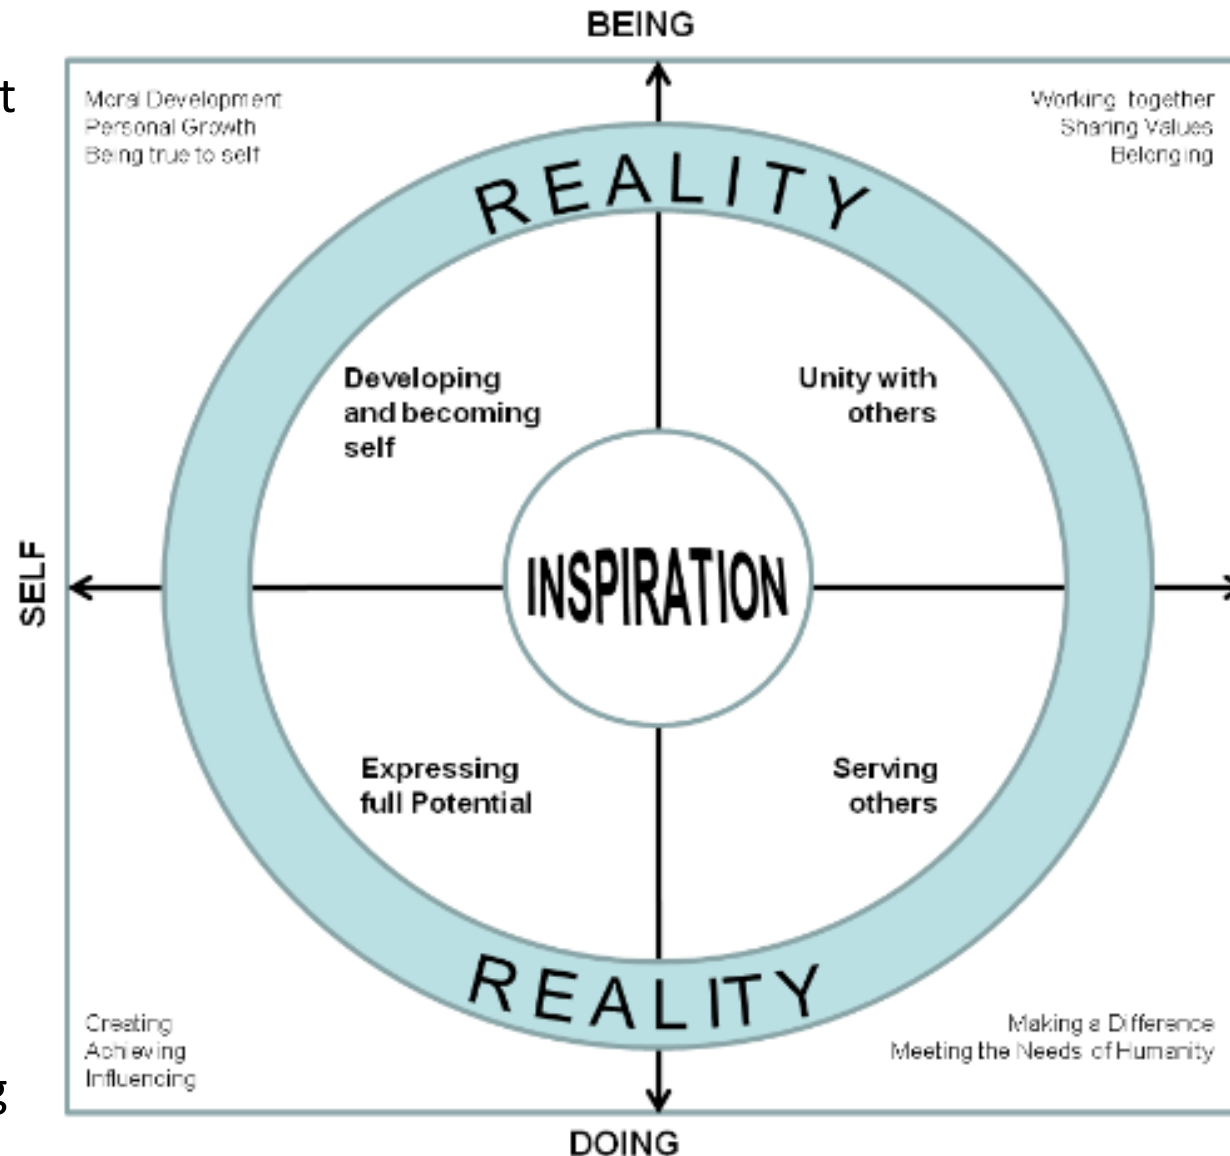 BEING
t
Moral Development
Personal Growth
Being true to self
Working together
Sharing Values
Belonging
REALITY
Developing
and becoming
self
Unity with
others
SELF
INSPIRATION
Expressing
full Potential
Serving
others
REALITY
Creating
Achieving
Influencing
Making a Difference
Meeting the Needs of Humanity
g
DOING